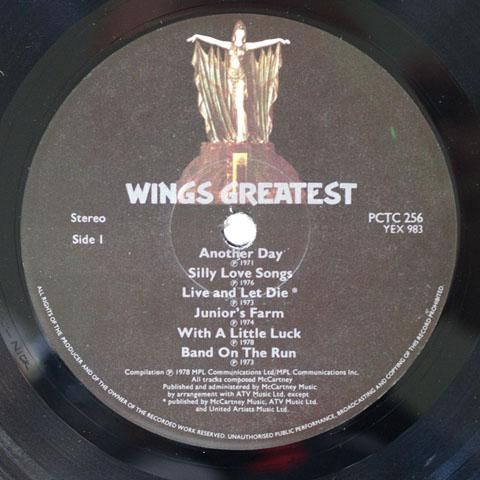 WINGS GREATEST
Stereo
PCTC 256
YEX 983
Side 1
Another Day
℗ 1971
Silly Love Songs
℗ 1976
Live and Let Die *
℗ 1973
Junior's Farm
℗ 1974
With A Little Luck
℗ 1978
Band On The Run
℗ 1973
Compilation ℗ 1978 MPL Communications Ltd/MPL Communications Inc.
All tracks composed McCartney
Published and administered by McCartney Music
by arrangement with ATV Music Ltd. except
* published by McCartney Music, ATV Music Ltd.
and United Artists Music Ltd.
ALL RIGHTS OF THE PRODUCER AND OF THE OWNER OF THE RECORDED WORK RESERVED. UNAUTHORISED PUBLIC PERFORMANCE, BROADCASTING AND COPYING OF THIS RECORD PROHIBITED.
NICK